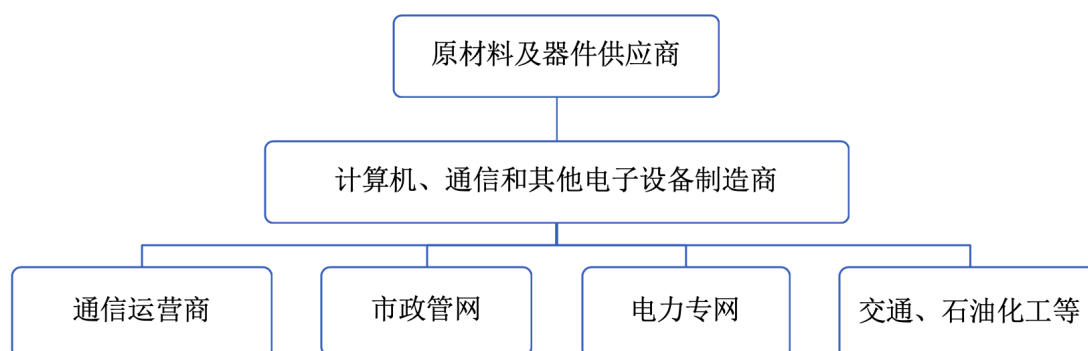 原材料及器件供应商
计算机、通信和其他电子设备制造商
通信运营商
市政管网
电力专网
交通、石油化工等